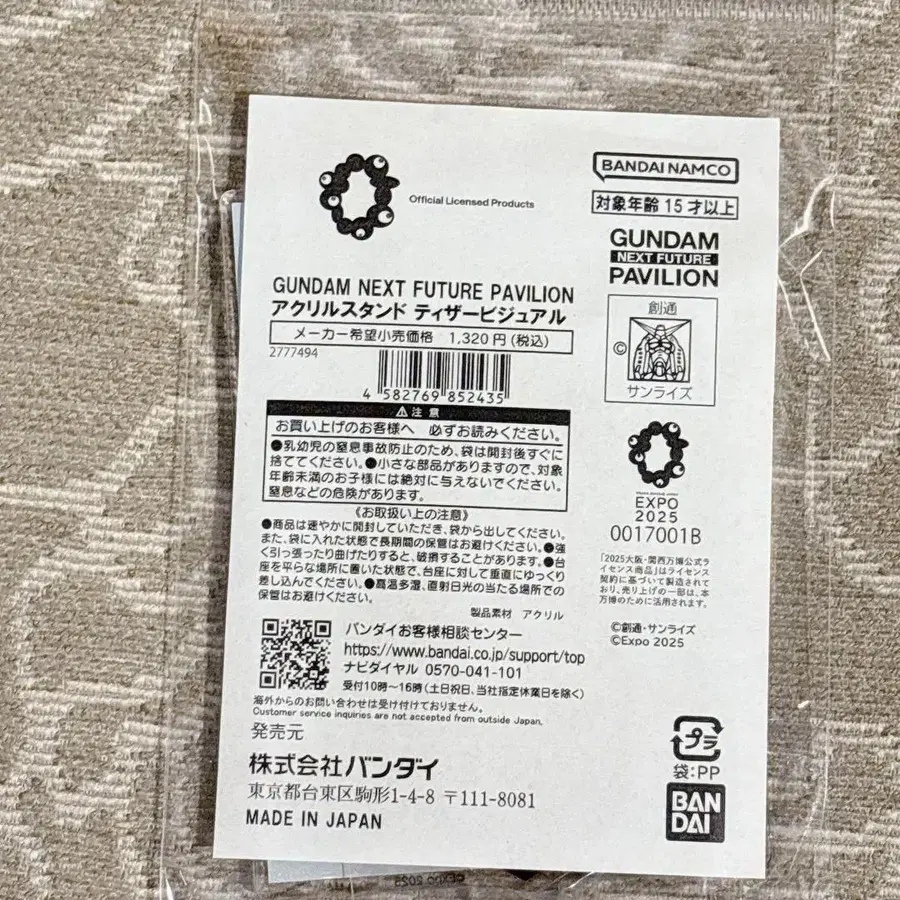 Official Licensed Products
BANDAI NAMCO
対象年齢15才以上
GUNDAM
NEXT FUTURE
PAVILION
創通
©
サンライズ
GUNDAM NEXT FUTURE PAVILION
アクリルスタンド ティザービジュアル
メーカー希望小売価格 1,320円(税込)
2777494
4 582769 852435
⚠注意
お買い上げのお客様へ 必ずお読みください。
●乳幼児の窒息事故防止のため、袋は開封後すぐに
捨ててください。●小さな部品がありますので、対象
年齢未満のお子様には絶対に与えないでください。
窒息などの危険があります。
《お取扱い上の注意》
●商品は速やかに開封していただき、袋から出してください。
また、袋に入れた状態で長期間の保管はお避けください。●強
く引っ張ったり曲げたりすると、破損することがあります。●台
座を平らな場所に置いた状態で、台座に対して垂直にゆっくり
差し込んでください。●高温多湿、直射日光の当たる場所での
保管はお避けください。
製品素材 アクリル
EXPO
2025
0017001B
「2025大阪・関西万博公式ラ
イセンス商品」はライセンス
契約に基づいて製造されて
おり、売り上げの一部は、本
万博のために活用されます。
©創通・サンライズ
©Expo 2025
バンダイお客様相談センター
https://www.bandai.co.jp/support/top
ナビダイヤル 0570-041-101
受付10時～16時(土日祝日、当社指定休業日を除く)
海外からのお問い合わせは受け付けておりません。
Customer service inquiries are not accepted from outside Japan.
発売元
株式会社バンダイ
東京都台東区駒形1-4-8 〒111-8081
MADE IN JAPAN
プラ
袋:PP
BAN
DAI
©Expo 2025